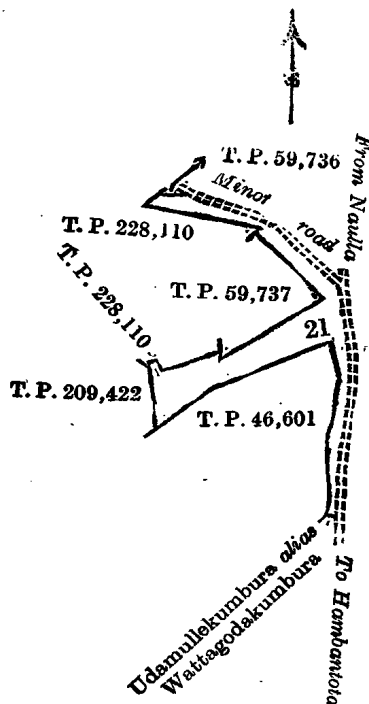 T. P. 59,736
Minor road
From Naulla
T. P. 228,110
T. P. 228,110
T. P. 59,737
21
T. P. 209,422
T. P. 46,601
Udamullekumbura alias
Wattagodakumbura
To Hambantota